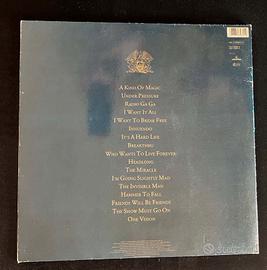 A Kind Of Magic
Under Pressure
Radio Ga Ga
I Want It All
I Want To Break Free
Innuendo
It's A Hard Life
Breakthru
Who Wants To Live Forever
Headlong
The Miracle
I'm Going Slightly Mad
The Invisible Man
Hammer To Fall
Friends Will Be Friends
The Show Must Go On
One Vision
subito